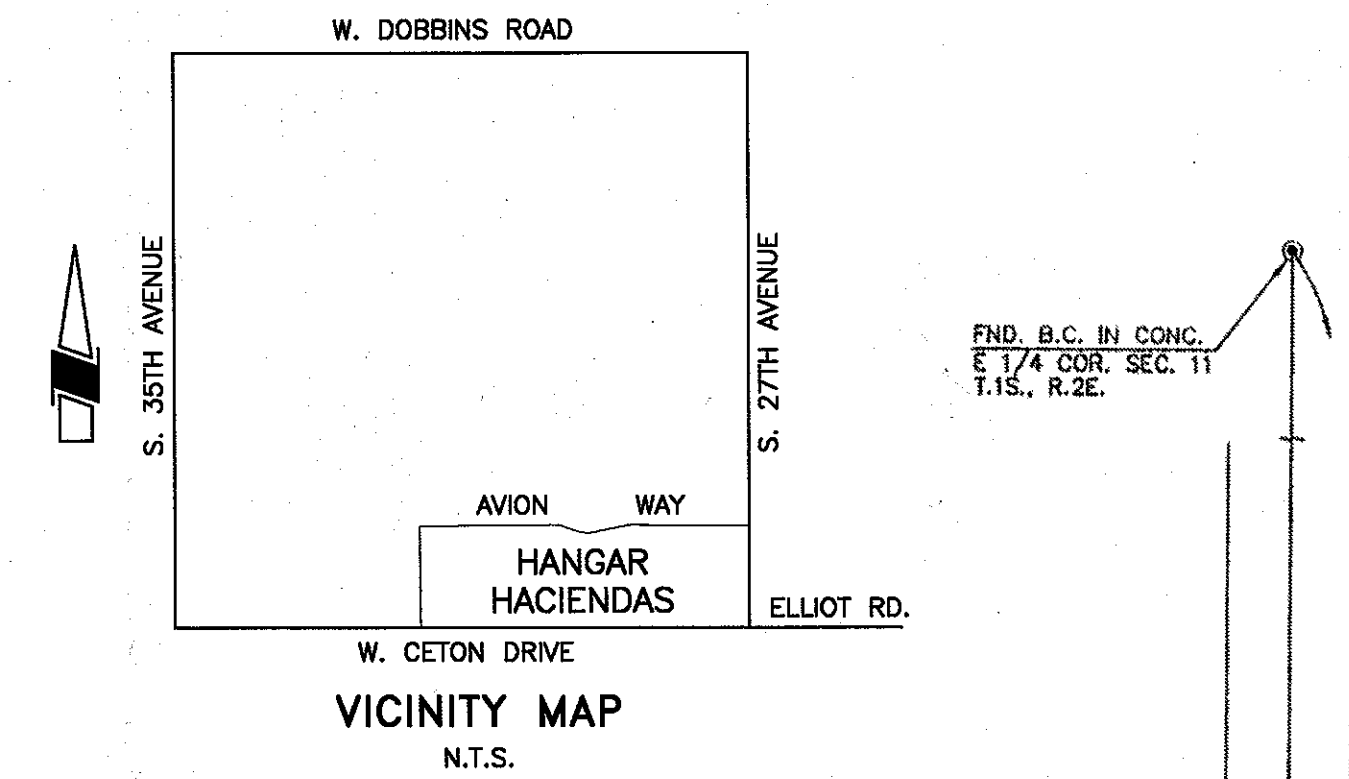 W. DOBBINS ROAD
S. 35TH AVENUE
S. 27TH AVENUE
FND. B.C. IN CONC.
E 1/4 COR. SEC. 11
T.1S., R.2E.
AVION WAY
HANGAR
HACIENDAS
ELLIOT RD.
W. CETON DRIVE
VICINITY MAP
N.T.S.